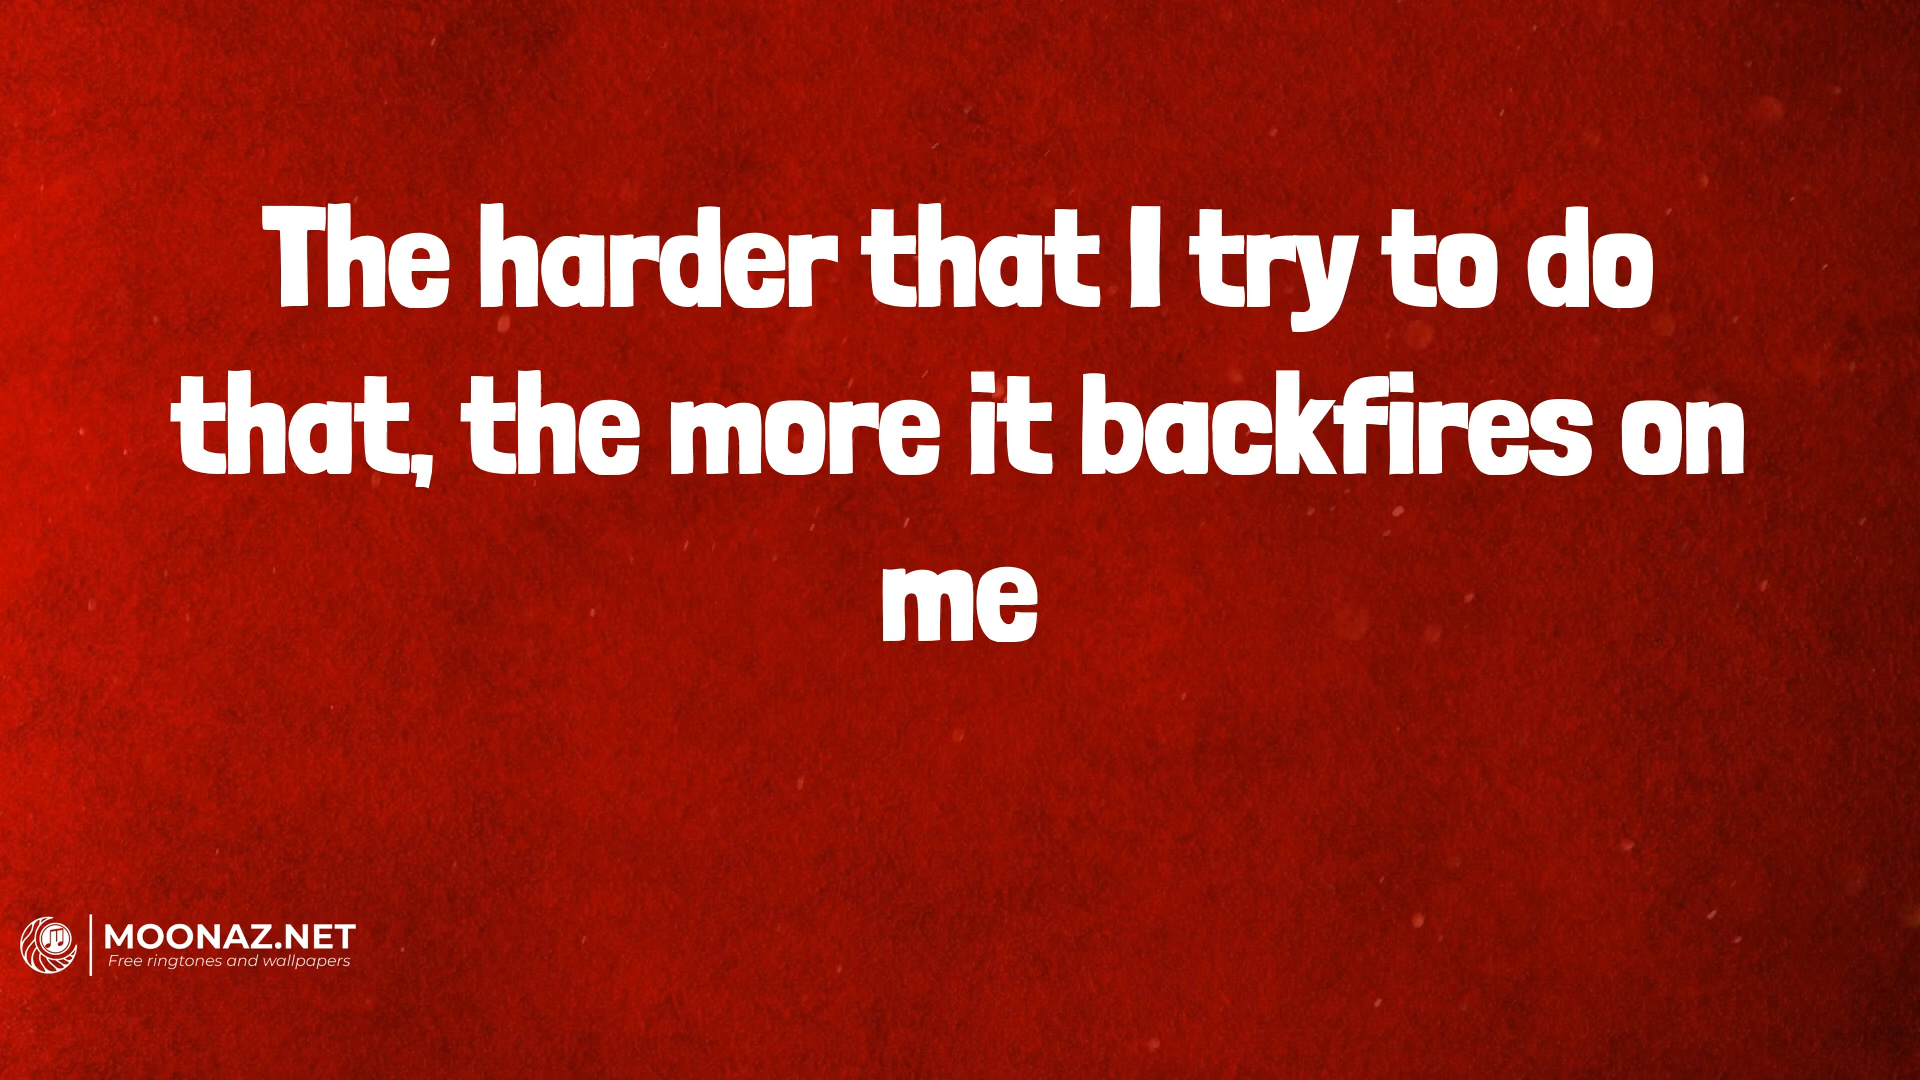 The harder that I try to do
that, the more it backfires on
me
MOONAZ.NET
Free ringtones and wallpapers